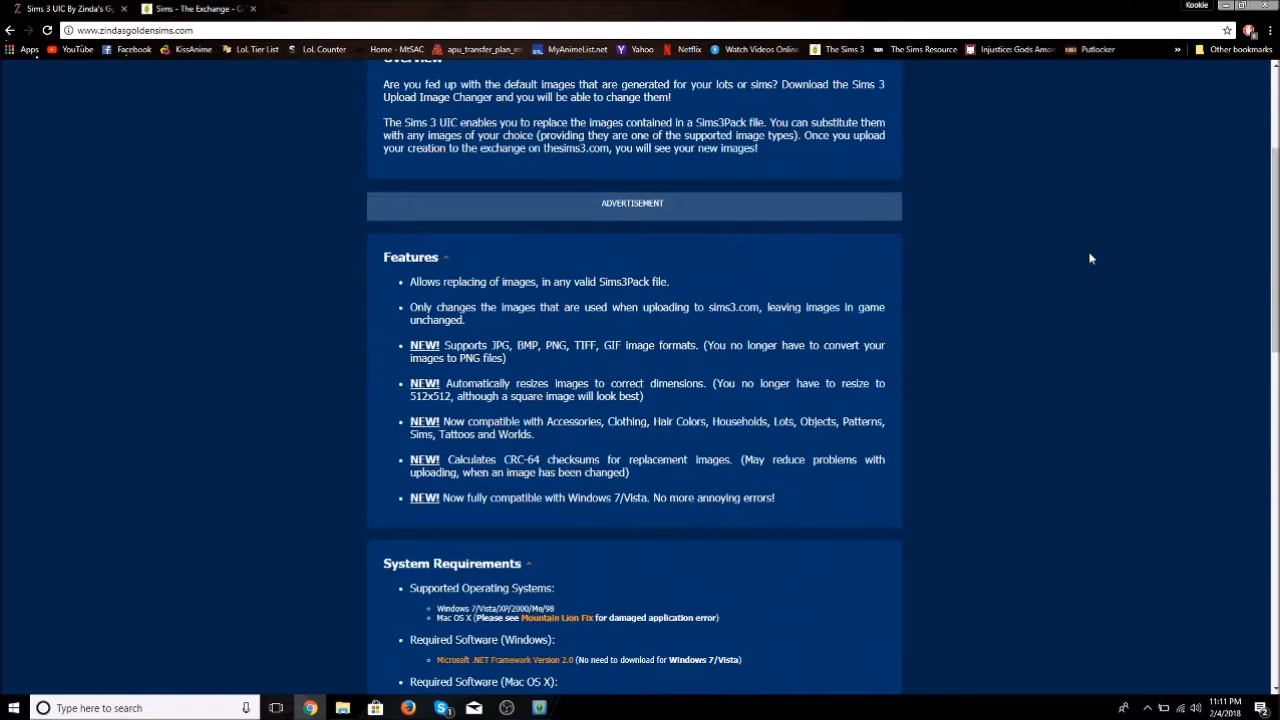 Sims 3 UIC By Zinda's G
Sims - The Exchange - C
Kookie
www.zindasgoldensims.com
Apps YouTube Facebook KissAnime LoL Tier List LoL Counter Home - MtSAC apu_transfer_plan_m MyAnimeList.net Yahoo Netflix Watch Videos Online The Sims 3 The Sims Resource Injustice: Gods Amon Putlocker » Other bookmarks
Overview
Are you fed up with the default images that are generated for your lots or sims? Download the Sims 3
Upload Image Changer and you will be able to change them!
The Sims 3 UIC enables you to replace the images contained in a Sims3Pack file. You can substitute them
with any images of your choice (providing they are one of the supported image types). Once you upload
your creation to the exchange on thesims3.com, you will see your new images!
ADVERTISEMENT
Features
• Allows replacing of images, in any valid Sims3Pack file.
• Only changes the images that are used when uploading to sims3.com, leaving images in game
unchanged.
• NEW! Supports JPG, BMP, PNG, TIFF, GIF image formats. (You no longer have to convert your
images to PNG files)
• NEW! Automatically resizes images to correct dimensions. (You no longer have to resize to
512x512, although a square image will look best)
• NEW! Now compatible with Accessories, Clothing, Hair Colors, Households, Lots, Objects, Patterns,
Sims, Tattoos and Worlds.
• NEW! Calculates CRC-64 checksums for replacement images. (May reduce problems with
uploading, when an image has been changed)
• NEW! Now fully compatible with Windows 7/Vista. No more annoying errors!
System Requirements
• Supported Operating Systems:
Windows 7/Vista/XP/2000/Me/98
Mac OS X (Please see Mountain Lion Fix for damaged application error)
• Required Software (Windows):
Microsoft .NET Framework Version 2.0 (No need to download for Windows 7/Vista)
• Required Software (Mac OS X):
Type here to search
11:11 PM
2/4/2018